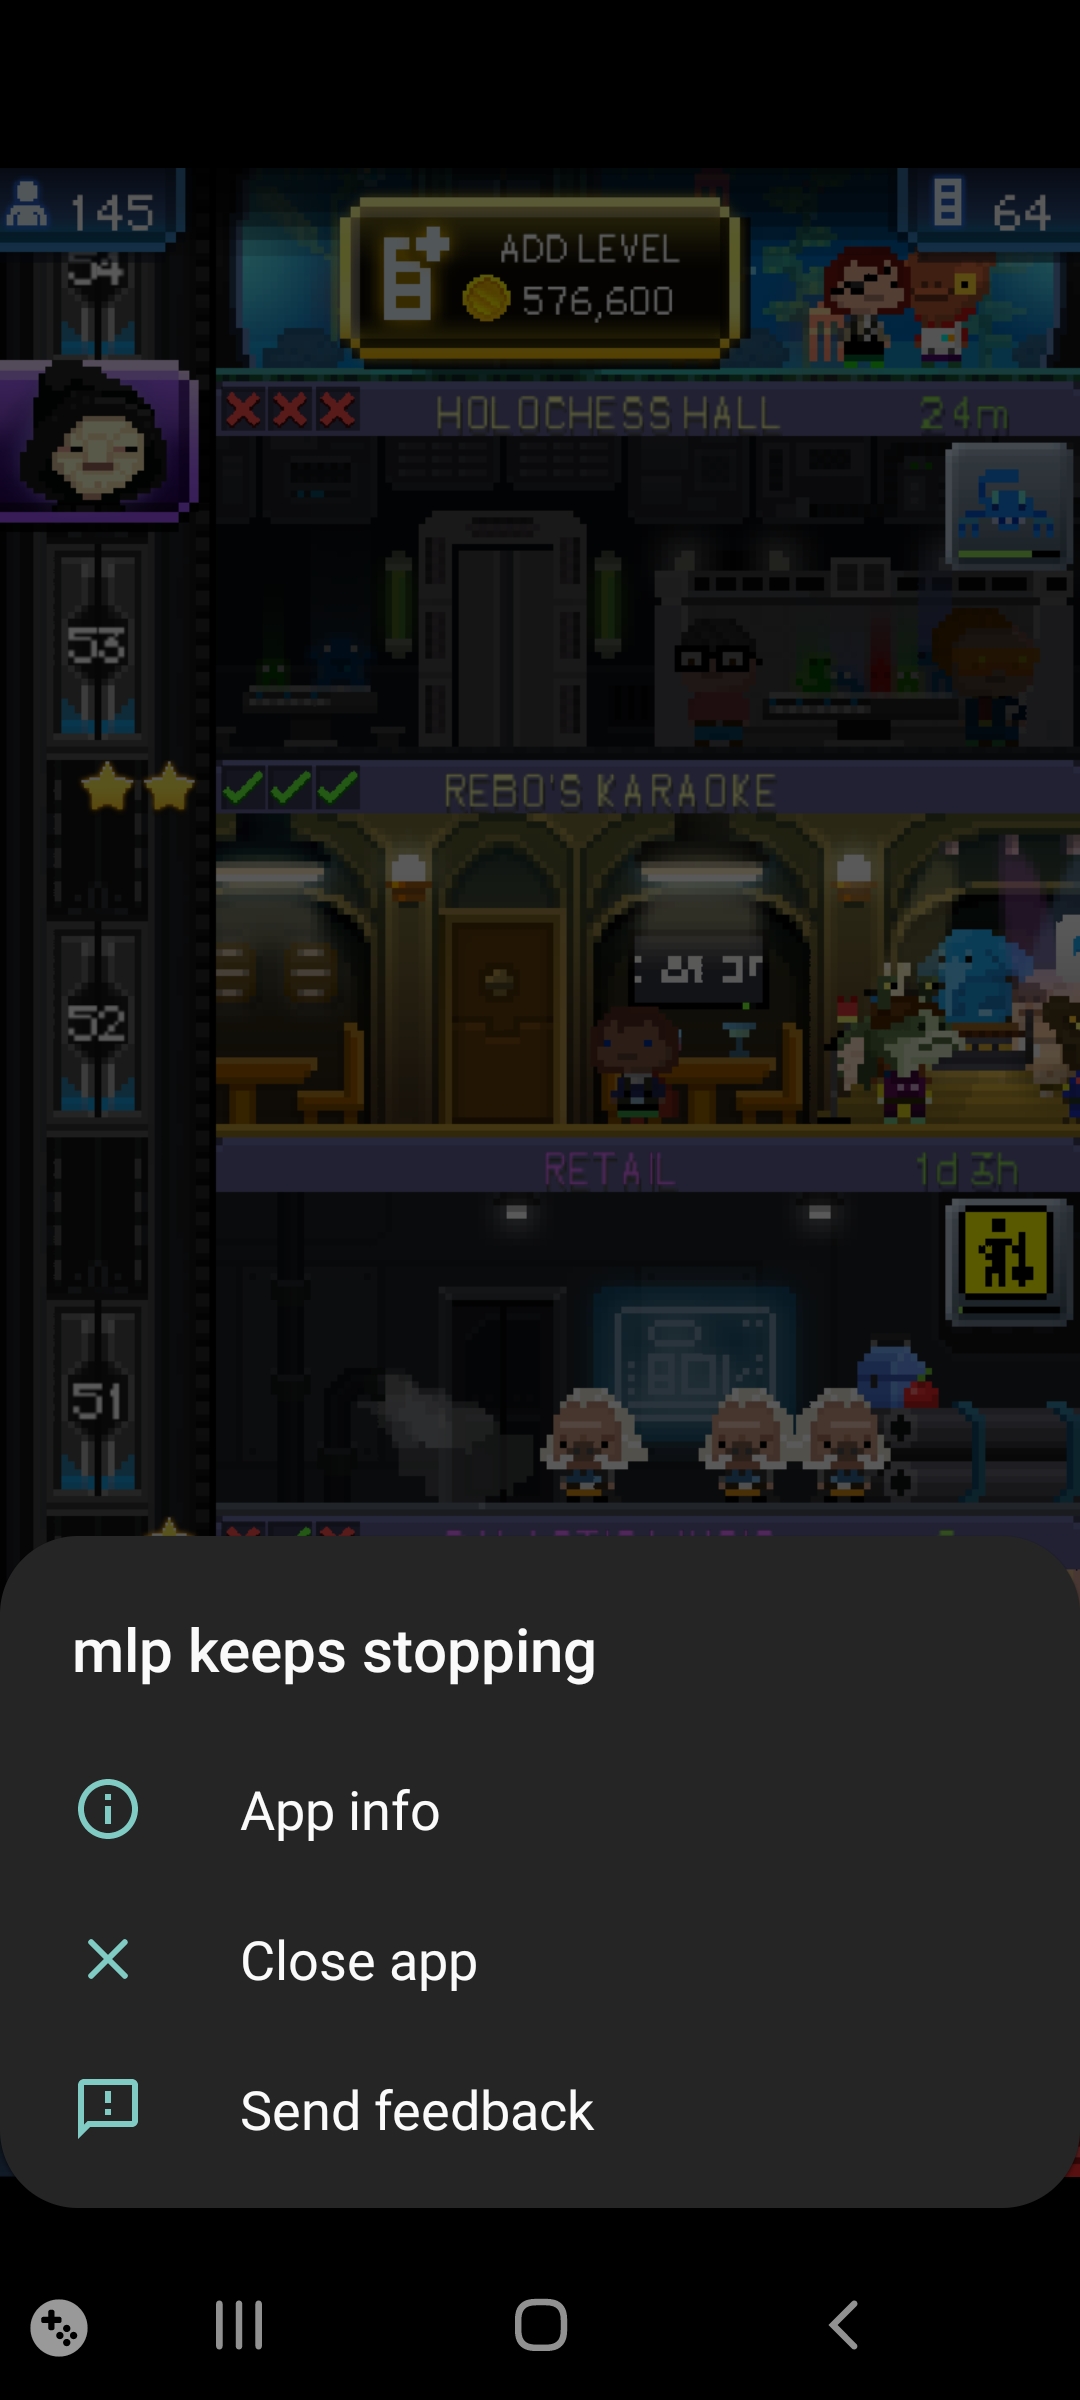 145
64
ADD LEVEL
576,600
54
HOLOCHESS HALL 24m
53
REBO'S KARAOKE
52
RETAIL 1d 3h
51
mlp keeps stopping
App info
Close app
Send feedback